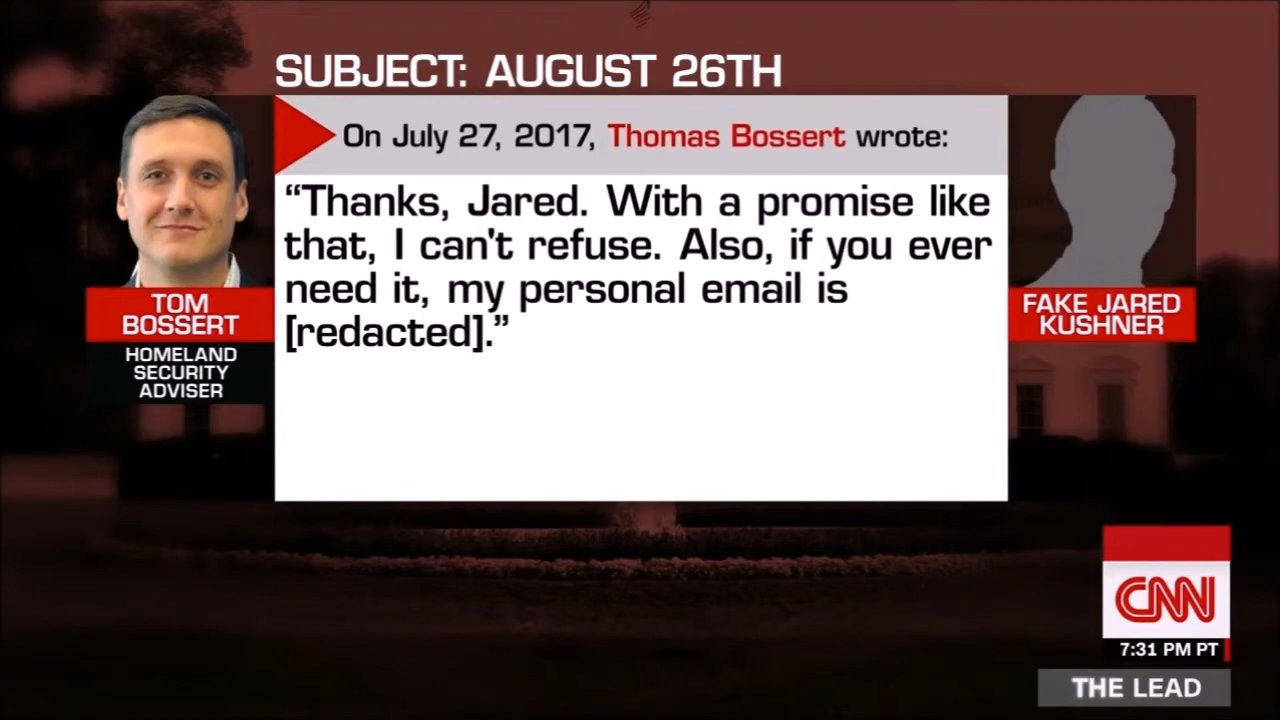 SUBJECT: AUGUST 26TH
On July 27, 2017, Thomas Bossert wrote:
“Thanks, Jared. With a promise like
that, I can't refuse. Also, if you ever
need it, my personal email is
[redacted].”
TOM
BOSSERT
HOMELAND
SECURITY
ADVISER
FAKE JARED
KUSHNER
CNN
7:31 PM PT
THE LEAD